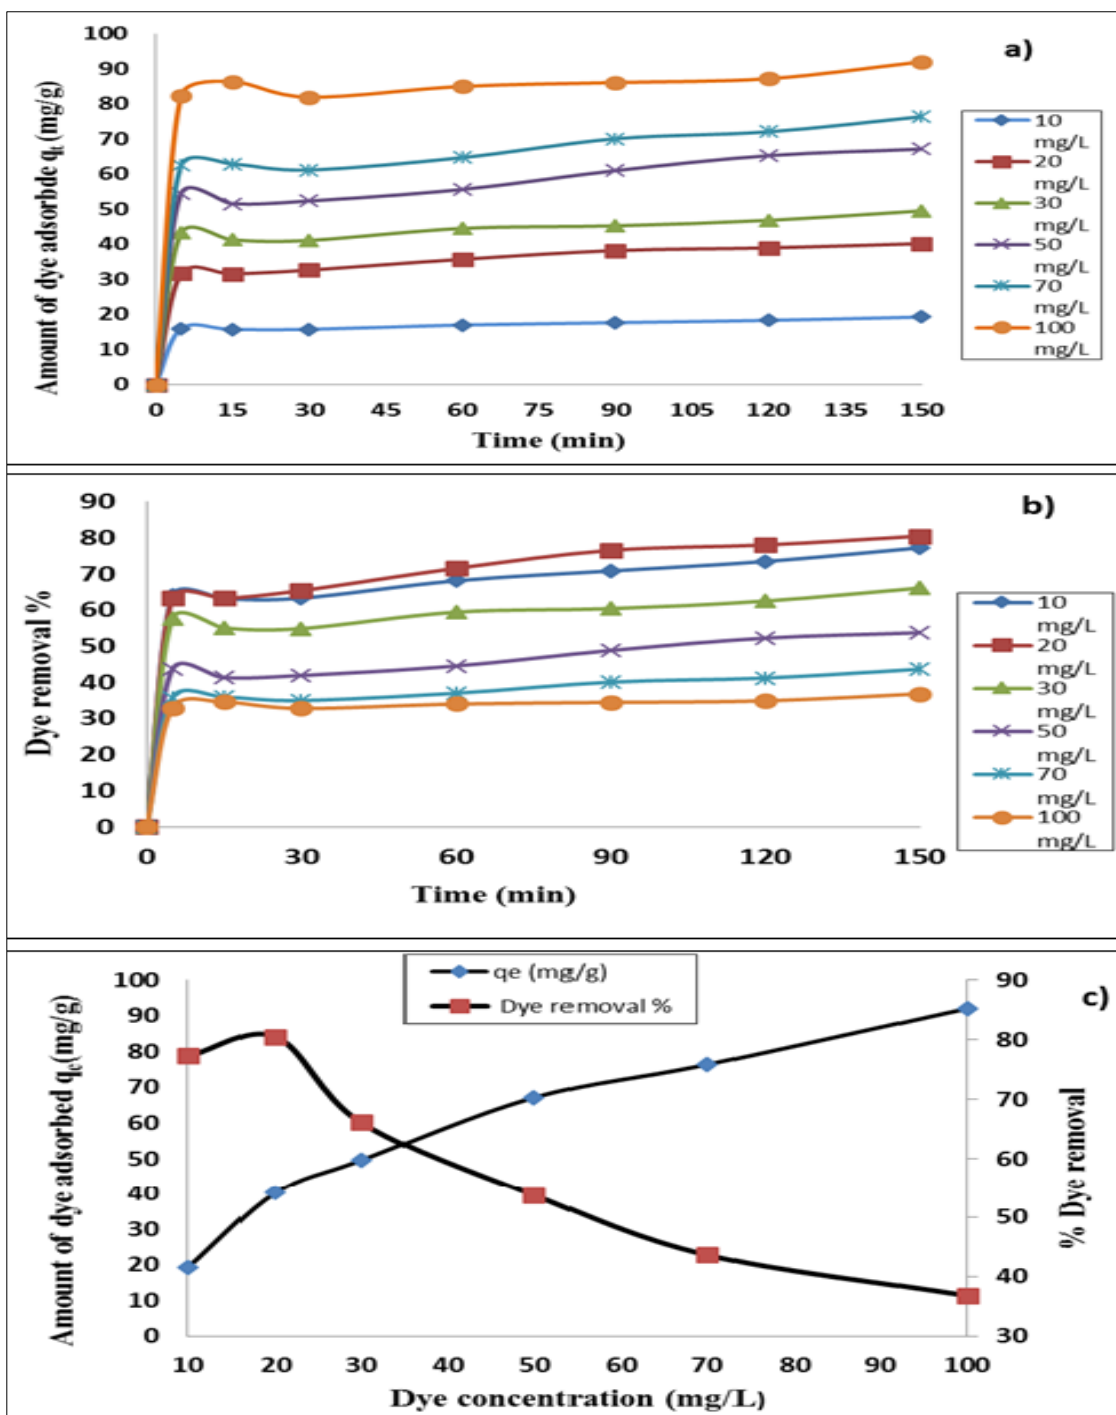 a)
Amount of dye adsorbde qt (mg/g)
100
90
80
70
60
50
40
30
20
10
0
0 15 30 45 60 75 90 105 120 135 150
Time (min)
10
mg/L
20
mg/L
30
mg/L
50
mg/L
70
mg/L
100
mg/L
b)
Dye removal %
90
80
70
60
50
40
30
20
10
0
0 30 60 90 120 150
Time (min)
10
mg/L
20
mg/L
30
mg/L
50
mg/L
70
mg/L
100
mg/L
c)
qe (mg/g)
Dye removal %
Amount of dye adsorbed qe(mg/g)
100
90
80
70
60
50
40
30
20
10
0
90
80
70
60
50
40
30
% Dye removal
10 20 30 40 50 60 70 80 90 100
Dye concentration (mg/L)